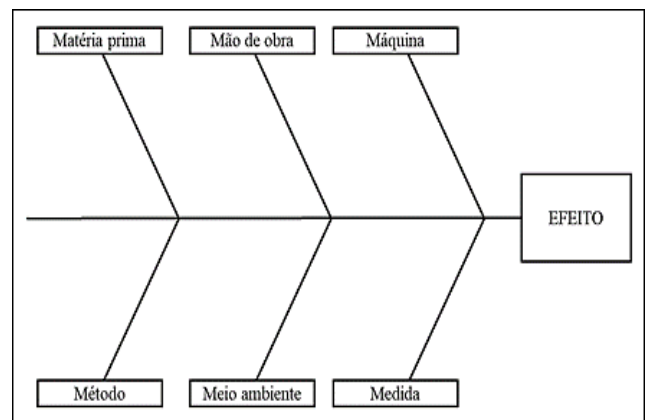 Matéria prima
Mão de obra
Máquina
EFEITO
Método
Meio ambiente
Medida